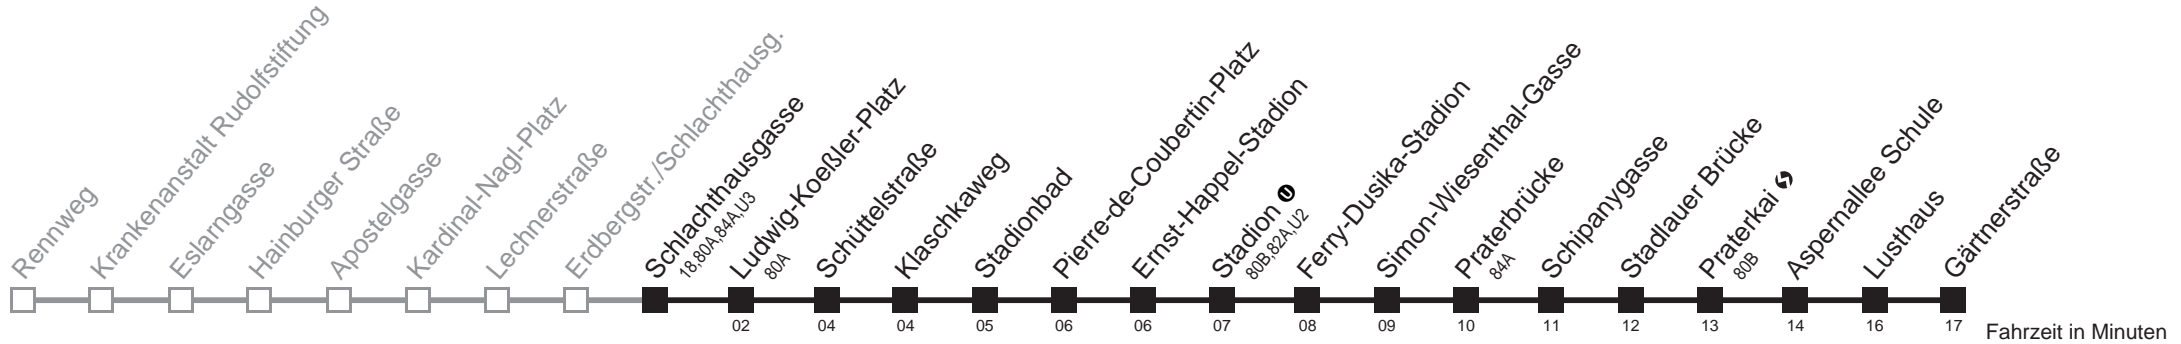 Rennweg
Krankenanstalt Rudolfstiftung
Eslarngasse
Hainburger Straße
Apostelgasse
Kardinal-Nagl-Platz
Lechnerstraße
Erdbergstr./Schlachthausg.
Schlachthausgasse
18,80A,84A,U3
Ludwig-Koeßler-Platz
80A
Schüttelstraße
Klaschkaweg
Stadionbad
Pierre-de-Coubertin-Platz
Ernst-Happel-Stadion
Stadion U
80B,82A,U2
Ferry-Dusika-Stadion
Simon-Wiesenthal-Gasse
Praterbrücke
84A
Schipanygasse
Stadlauer Brücke
Praterkai
80B
Aspernallee Schule
Lusthaus
Gärtnerstraße
02 04 04 05 06 06 07 08 09 10 11 12 13 14 16 17
Fahrzeit in Minuten